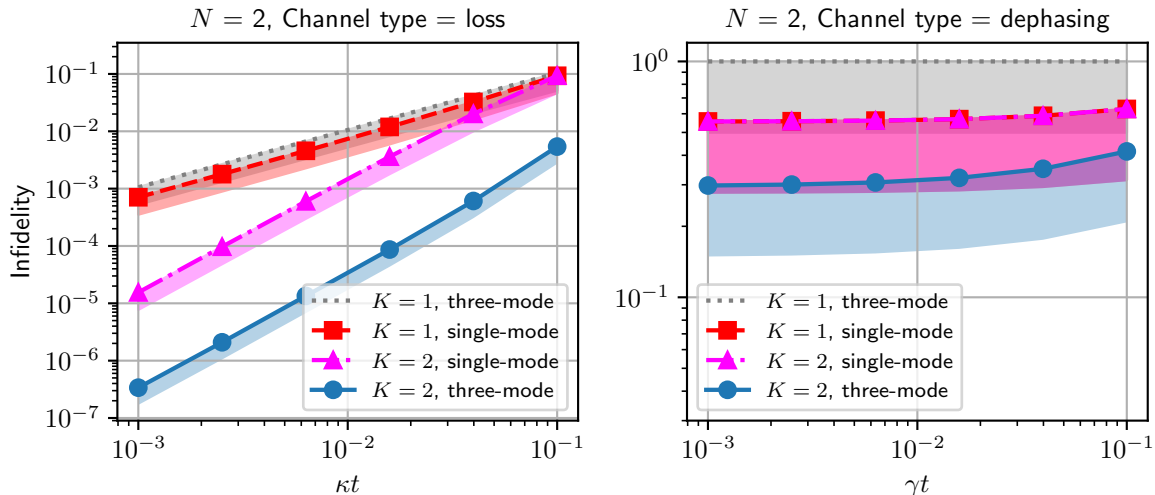 N = 2, Channel type = loss
Infidelity
10⁻¹
10⁻²
10⁻³
10⁻⁴
10⁻⁵
10⁻⁶
10⁻⁷
K = 1, three-mode
K = 1, single-mode
K = 2, single-mode
K = 2, three-mode
10⁻³ 10⁻² 10⁻¹
κt
N = 2, Channel type = dephasing
10⁰
10⁻¹
K = 1, three-mode
K = 1, single-mode
K = 2, single-mode
K = 2, three-mode
10⁻³ 10⁻² 10⁻¹
γt